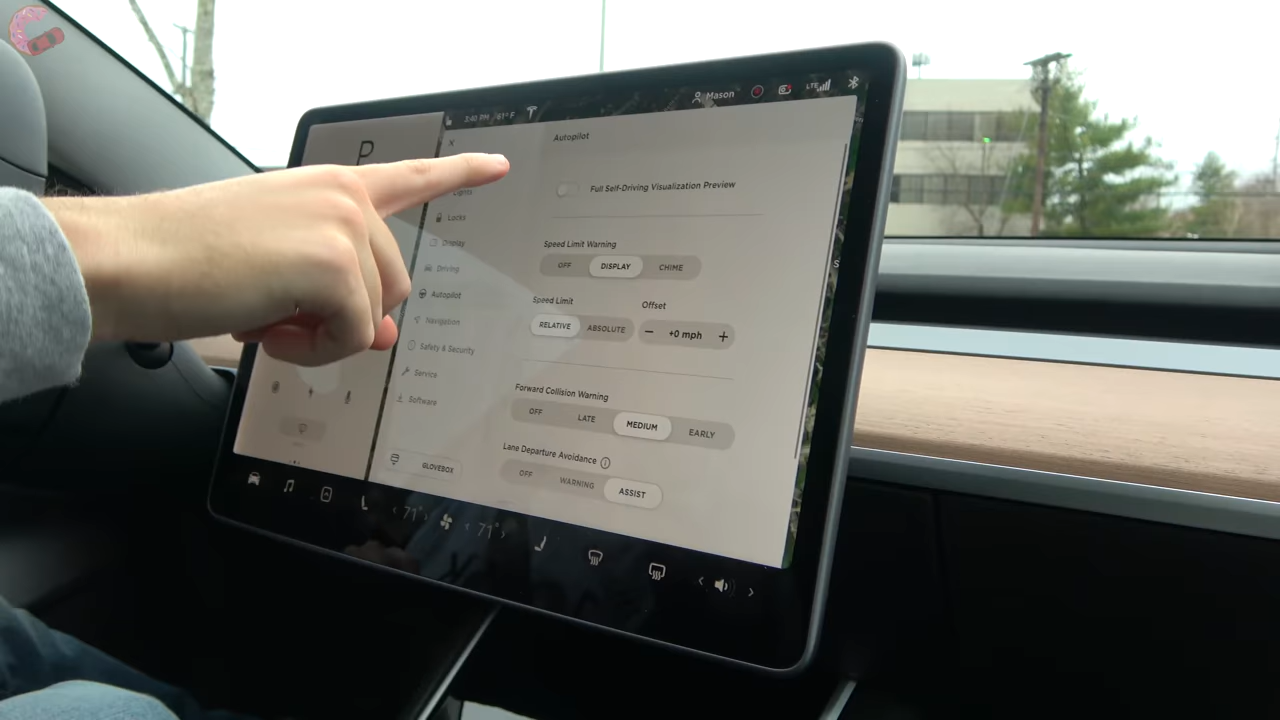 P
3:40 PM 61°F
Mason
LTE
Autopilot
Full Self-Driving Visualization Preview
Lights
Locks
Display
Driving
Autopilot
Navigation
Safety & Security
Service
Software
GLOVEBOX
Speed Limit Warning
OFF DISPLAY CHIME
Speed Limit
Offset
RELATIVE ABSOLUTE
− +0 mph +
Forward Collision Warning
OFF LATE MEDIUM EARLY
Lane Departure Avoidance
OFF WARNING ASSIST
S
71°
71°